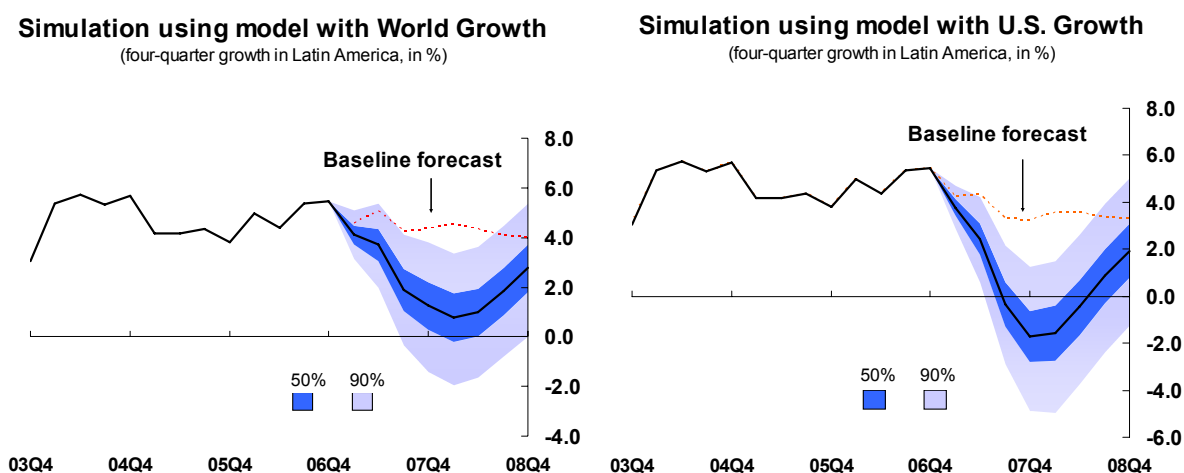 Simulation using model with World Growth
(four-quarter growth in Latin America, in %)
8.0
Baseline forecast
6.0
4.0
2.0
0.0
50% 90%
-2.0
-4.0
03Q4 04Q4 05Q4 06Q4 07Q4 08Q4
Simulation using model with U.S. Growth
(four-quarter growth in Latin America, in %)
8.0
Baseline forecast
6.0
4.0
2.0
0.0
-2.0
50% 90%
-4.0
-6.0
03Q4 04Q4 05Q4 06Q4 07Q4 08Q4